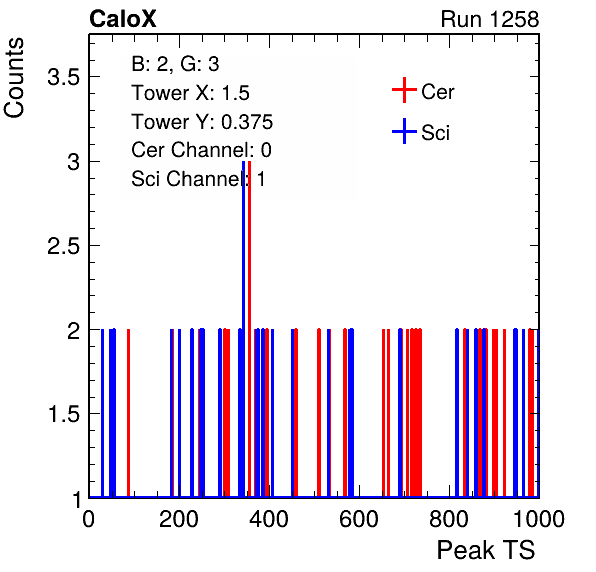 CaloX Run 1258
Counts
3.5
3
2.5
2
1.5
1
B: 2, G: 3
Tower X: 1.5
Tower Y: 0.375
Cer Channel: 0
Sci Channel: 1
Cer
Sci
0 200 400 600 800 1000
Peak TS